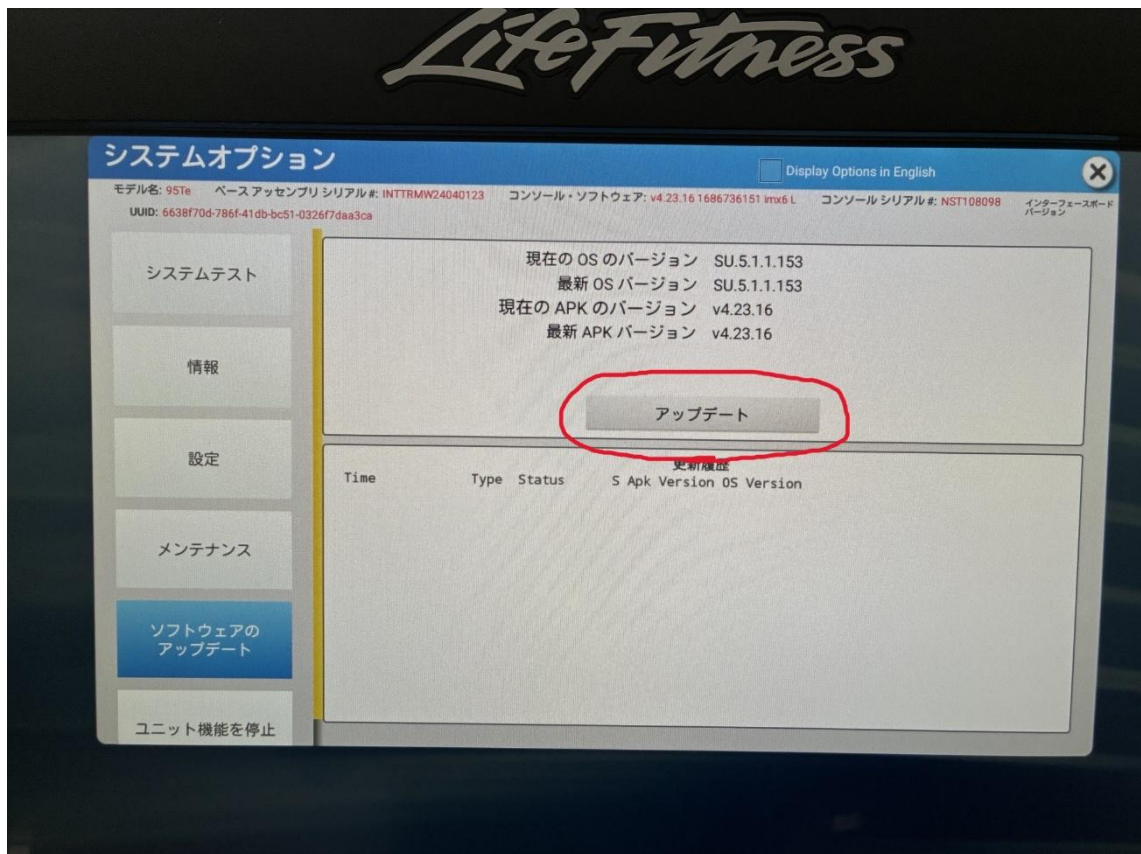 LifeFitness
システムオプション
Display Options in English
モデル名: 95Te ベース アッセンブリ シリアル #: INTTRMW24040123 コンソール・ソフトウェア: v4.23.16 1686736151 imx6 L コンソール シリアル #: NST108098 インターフェースボード
バージョン
UUID: 6638f70d-786f-41db-bc51-0326f7daa3ca
システムテスト
情報
設定
メンテナンス
ソフトウェアの
アップデート
ユニット機能を停止
現在の OS のバージョン SU.5.1.1.153
最新 OS バージョン SU.5.1.1.153
現在の APK のバージョン v4.23.16
最新 APK バージョン v4.23.16
アップデート
更新履歴
Time Type Status S Apk Version OS Version